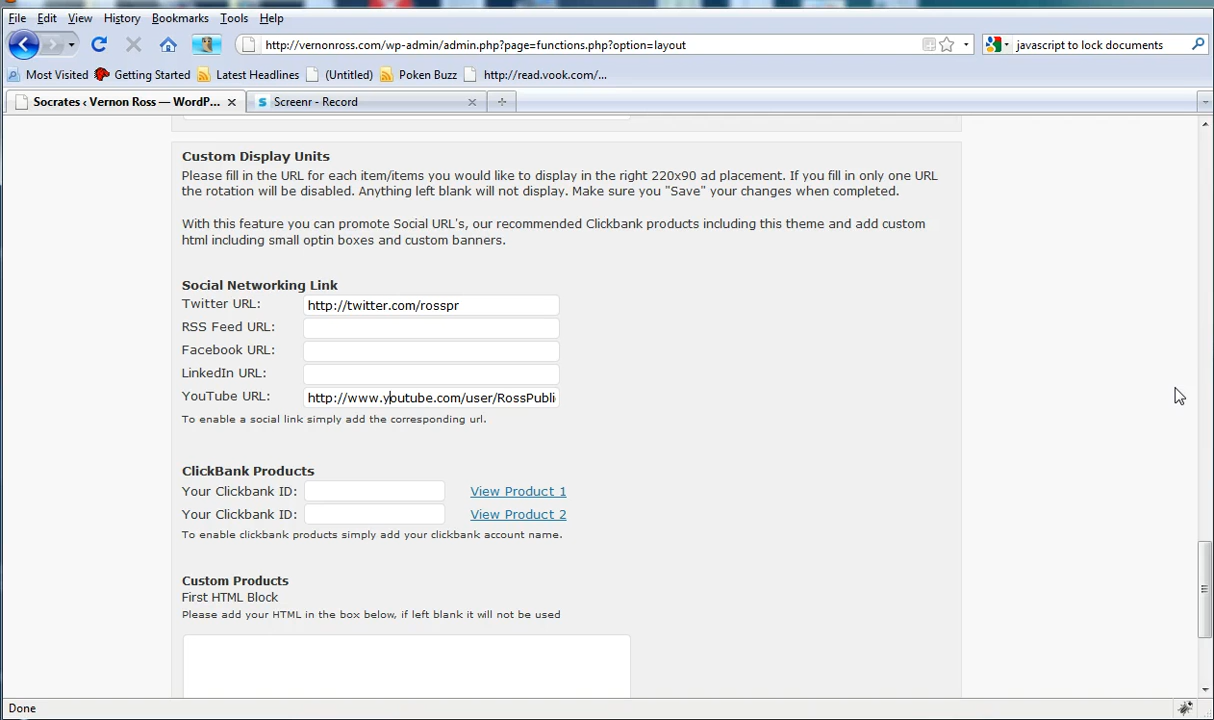 File Edit View History Bookmarks Tools Help
http://vernonross.com/wp-admin/admin.php?page=functions.php?option=layout
javascript to lock documents
Most Visited Getting Started Latest Headlines (Untitled) Poken Buzz http://read.vook.com/...
Socrates ‹ Vernon Ross — WordP...
Screenr - Record
Custom Display Units
Please fill in the URL for each item/items you would like to display in the right 220x90 ad placement. If you fill in only one URL
the rotation will be disabled. Anything left blank will not display. Make sure you "Save" your changes when completed.
With this feature you can promote Social URL's, our recommended Clickbank products including this theme and add custom
html including small optin boxes and custom banners.
Social Networking Link
Twitter URL: http://twitter.com/rosspr
RSS Feed URL:
Facebook URL:
LinkedIn URL:
YouTube URL: http://www.youtube.com/user/RossPubli
To enable a social link simply add the corresponding url.
ClickBank Products
Your Clickbank ID: View Product 1
Your Clickbank ID: View Product 2
To enable clickbank products simply add your clickbank account name.
Custom Products
First HTML Block
Please add your HTML in the box below, if left blank it will not be used
Done